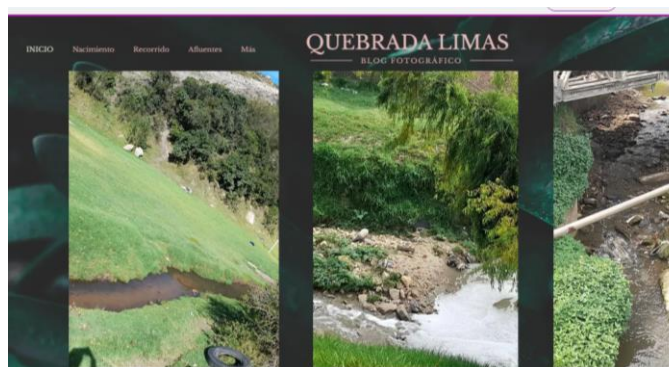 QUEBRADA LIMAS
BLOG FOTOGRÁFICO
INICIO Nacimiento Recorrido Afluentes Más